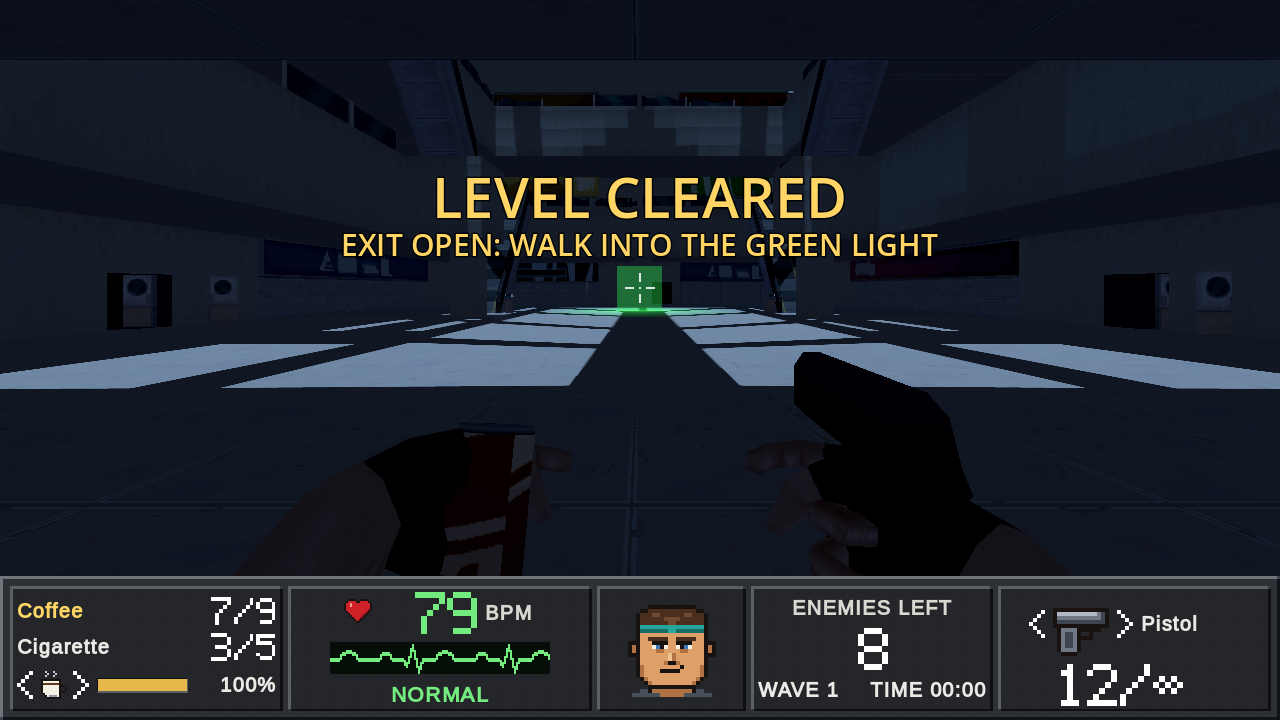 LEVEL CLEARED
EXIT OPEN: WALK INTO THE GREEN LIGHT
Coffee 7/9
Cigarette 3/5
100%
79 BPM
NORMAL
ENEMIES LEFT
8
WAVE 1 TIME 00:00
Pistol
12/∞